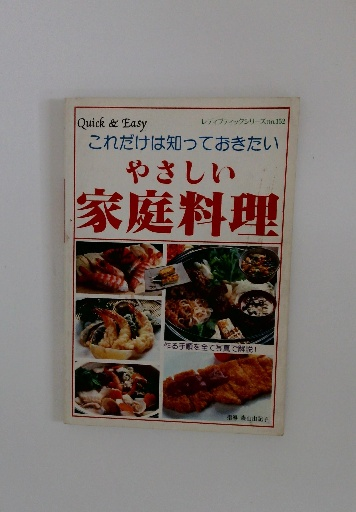 Quick & Easy
レディブティックシリーズno.152
これだけは知っておきたい
やさしい
家庭料理
作る手順を全て写真で解説！
指導